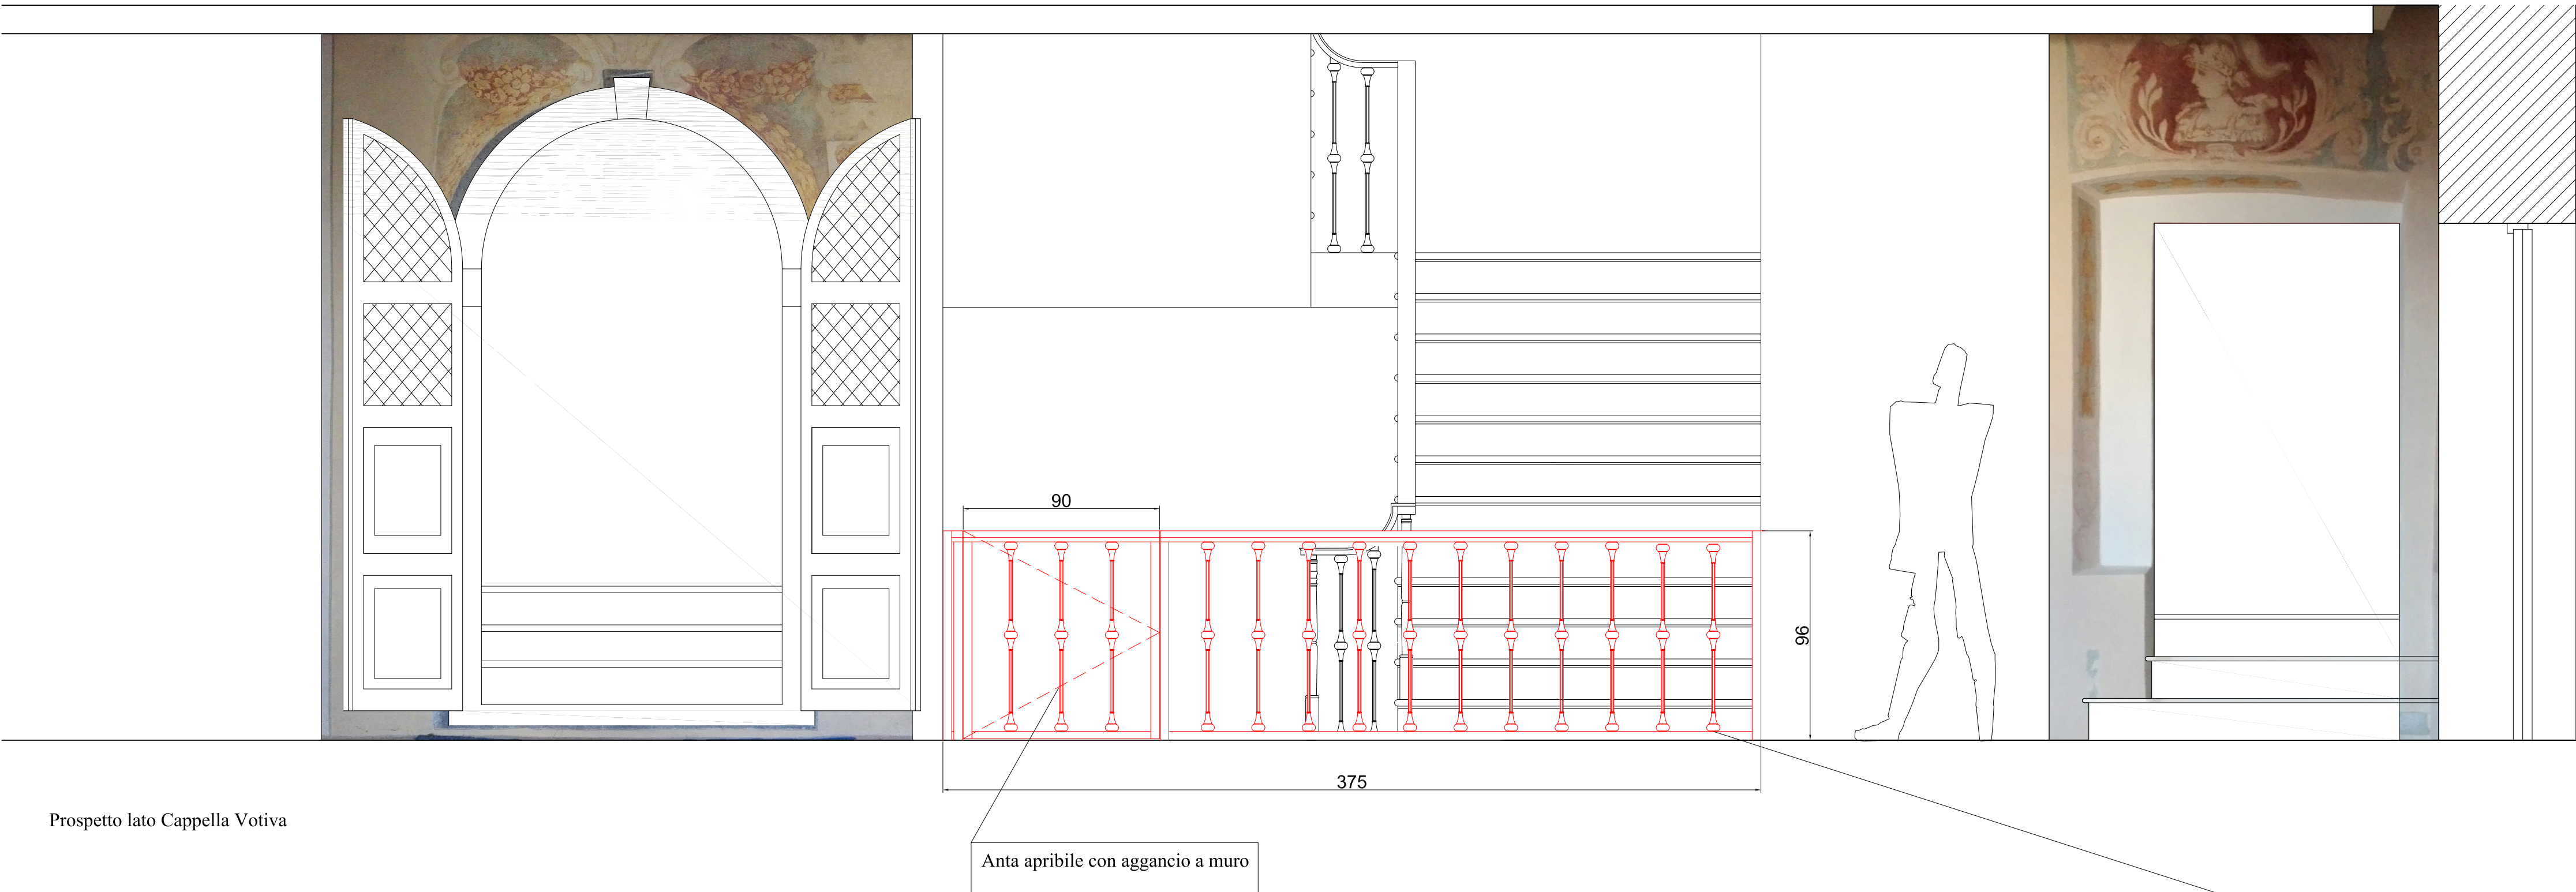 90
96
375
Prospetto lato Cappella Votiva
Anta apribile con aggancio a muro